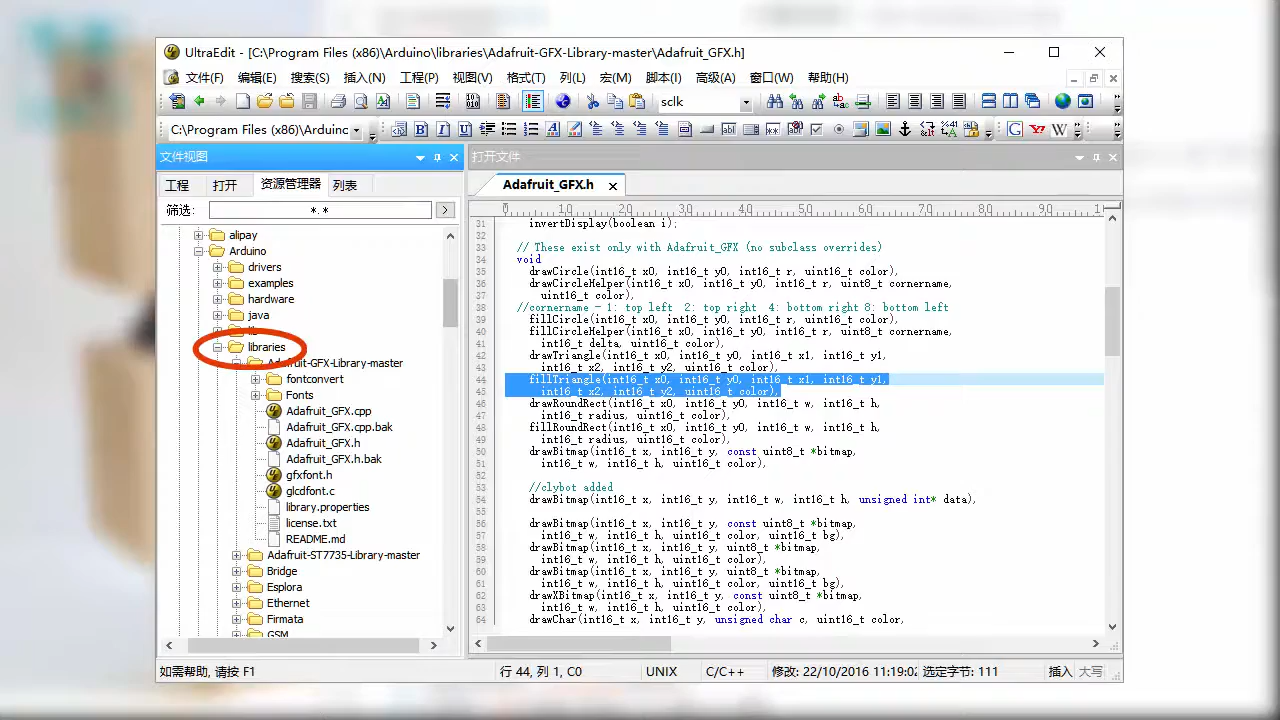 UltraEdit - [C:\Program Files (x86)\Arduino\libraries\Adafruit-GFX-Library-master\Adafruit_GFX.h]
文件(F) 编辑(E) 搜索(S) 插入(N) 工程(P) 视图(V) 格式(T) 列(L) 宏(M) 脚本(I) 高级(A) 窗口(W) 帮助(H)
sclk
C:\Program Files (x86)\Arduinc
文件视图
工程 打开 资源管理器 列表
筛选: *.*
alipay
Arduino
drivers
examples
hardware
java
libraries
Adafruit-GFX-Library-master
fontconvert
Fonts
Adafruit_GFX.cpp
Adafruit_GFX.cpp.bak
Adafruit_GFX.h
Adafruit_GFX.h.bak
gfxfont.h
glcdfont.c
library.properties
license.txt
README.md
Adafruit-ST7735-Library-master
Bridge
Esplora
Ethernet
Firmata
GSM
打开文件
Adafruit_GFX.h
0 10 20 30 40 50 60 70 80 90 1
31 invertDisplay(boolean i);
32
33 // These exist only with Adafruit_GFX (no subclass overrides)
34 void
35 drawCircle(int16_t x0, int16_t y0, int16_t r, uint16_t color),
36 drawCircleHelper(int16_t x0, int16_t y0, int16_t r, uint8_t cornername,
37 uint16_t color),
38 //cornername - 1: top left 2: top right 4: bottom right 8: bottom left
39 fillCircle(int16_t x0, int16_t y0, int16_t r, uint16_t color),
40 fillCircleHelper(int16_t x0, int16_t y0, int16_t r, uint8_t cornername,
41 int16_t delta, uint16_t color),
42 drawTriangle(int16_t x0, int16_t y0, int16_t x1, int16_t y1,
43 int16_t x2, int16_t y2, uint16_t color),
44 fillTriangle(int16_t x0, int16_t y0, int16_t x1, int16_t y1,
45 int16_t x2, int16_t y2, uint16_t color),
46 drawRoundRect(int16_t x0, int16_t y0, int16_t w, int16_t h,
47 int16_t radius, uint16_t color),
48 fillRoundRect(int16_t x0, int16_t y0, int16_t w, int16_t h,
49 int16_t radius, uint16_t color),
50 drawBitmap(int16_t x, int16_t y, const uint8_t *bitmap,
51 int16_t w, int16_t h, uint16_t color),
52
53 //clybot added
54 drawBitmap(int16_t x, int16_t y, int16_t w, int16_t h, unsigned int* data),
55
56 drawBitmap(int16_t x, int16_t y, const uint8_t *bitmap,
57 int16_t w, int16_t h, uint16_t color, uint16_t bg),
58 drawBitmap(int16_t x, int16_t y, uint8_t *bitmap,
59 int16_t w, int16_t h, uint16_t color),
60 drawBitmap(int16_t x, int16_t y, uint8_t *bitmap,
61 int16_t w, int16_t h, uint16_t color, uint16_t bg),
62 drawXBitmap(int16_t x, int16_t y, const uint8_t *bitmap,
63 int16_t w, int16_t h, uint16_t color),
64 drawChar(int16_t x, int16_t y, unsigned char c, uint16_t color,
如需帮助, 请按 F1 行 44, 列 1, C0 UNIX C/C++ 修改: 22/10/2016 11:19:02 选定字节: 111 插入 大写